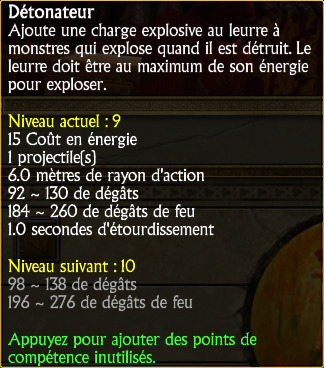 Détonateur
Ajoute une charge explosive au leurre à
monstres qui explose quand il est détruit. Le
leurre doit être au maximum de son énergie
pour exploser.
Niveau actuel : 9
15 Coût en énergie
1 projectile(s)
6.0 mètres de rayon d'action
92 ~ 130 de dégâts
184 ~ 260 de dégâts de feu
1.0 secondes d'étourdissement
Niveau suivant : 10
98 ~ 138 de dégâts
196 ~ 276 de dégâts de feu
Appuyez pour ajouter des points de
compétence inutilisés.